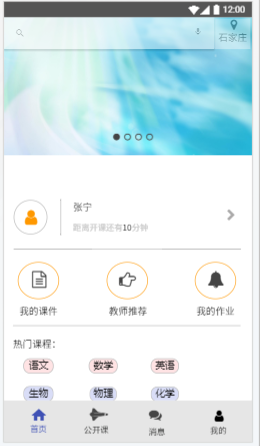 12:00
石家庄
张宁
距离开课还有10分钟
我的课件 教师推荐 我的作业
热门课程：
语文 数学 英语
生物 物理 化学
首页 公开课 消息 我的